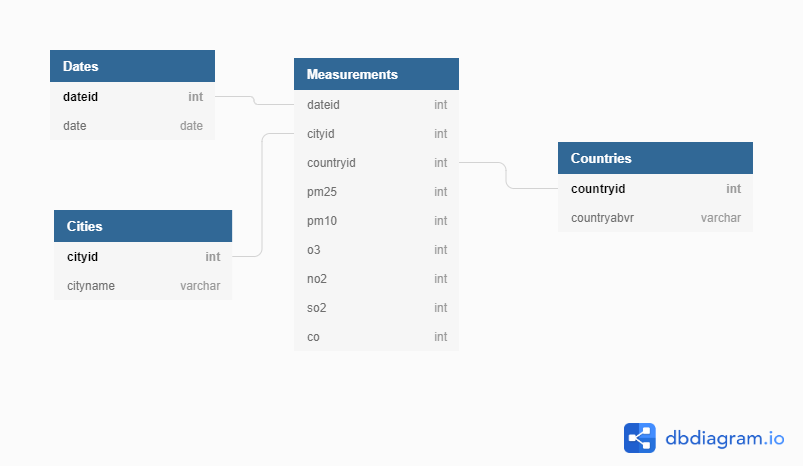 Dates
dateid int
date date
Cities
cityid int
cityname varchar
Measurements
dateid int
cityid int
countryid int
pm25 int
pm10 int
o3 int
no2 int
so2 int
co int
Countries
countryid int
countryabvr varchar
dbdiagram.io